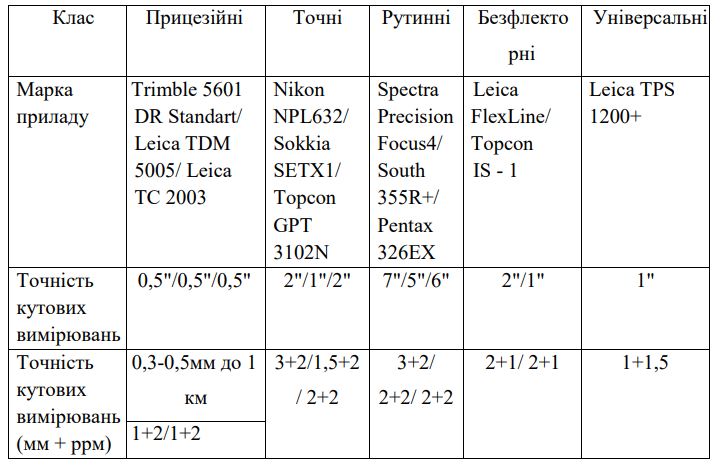 Клас
Прицезійні
Точні
Рутинні
Безфлекто
рні
Універсальні
Марка
приладу
Trimble 5601
DR Standart/
Leica TDM
5005/ Leica
TC 2003
Nikon
NPL632/
Sokkia
SETX1/
Topcon
GPT
3102N
Spectra
Precision
Focus4/
South
355R+/
Pentax
326EX
Leica
FlexLine/
Topcon
IS - 1
Leica TPS
1200+
Точність
кутових
вимірювань
0,5"/0,5"/0,5"
2"/1"/2"
7"/5"/6"
2"/1"
1"
Точність
кутових
вимірювань
(мм + ррм)
0,3-0,5мм до 1
км
1+2/1+2
3+2/1,5+2
/ 2+2
3+2/
2+2/ 2+2
2+1/ 2+1
1+1,5